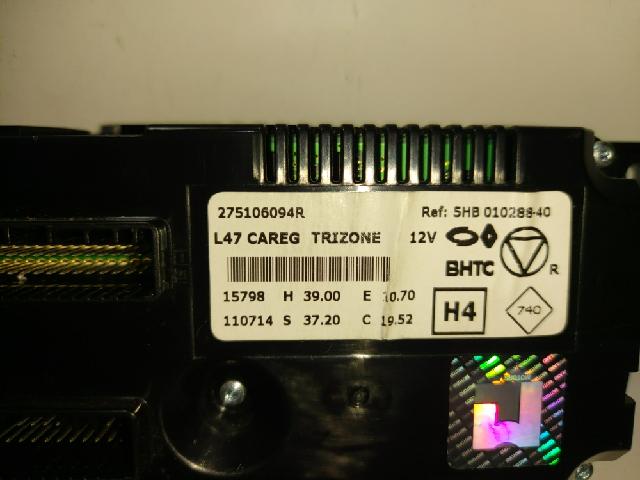 275106094R Ref: 5HB 010288-40
L47 CAREG TRIZONE 12V
BHTC R
15798 H 39.00 E 10.70
110714 S 37.20 C 19.52
H4 740